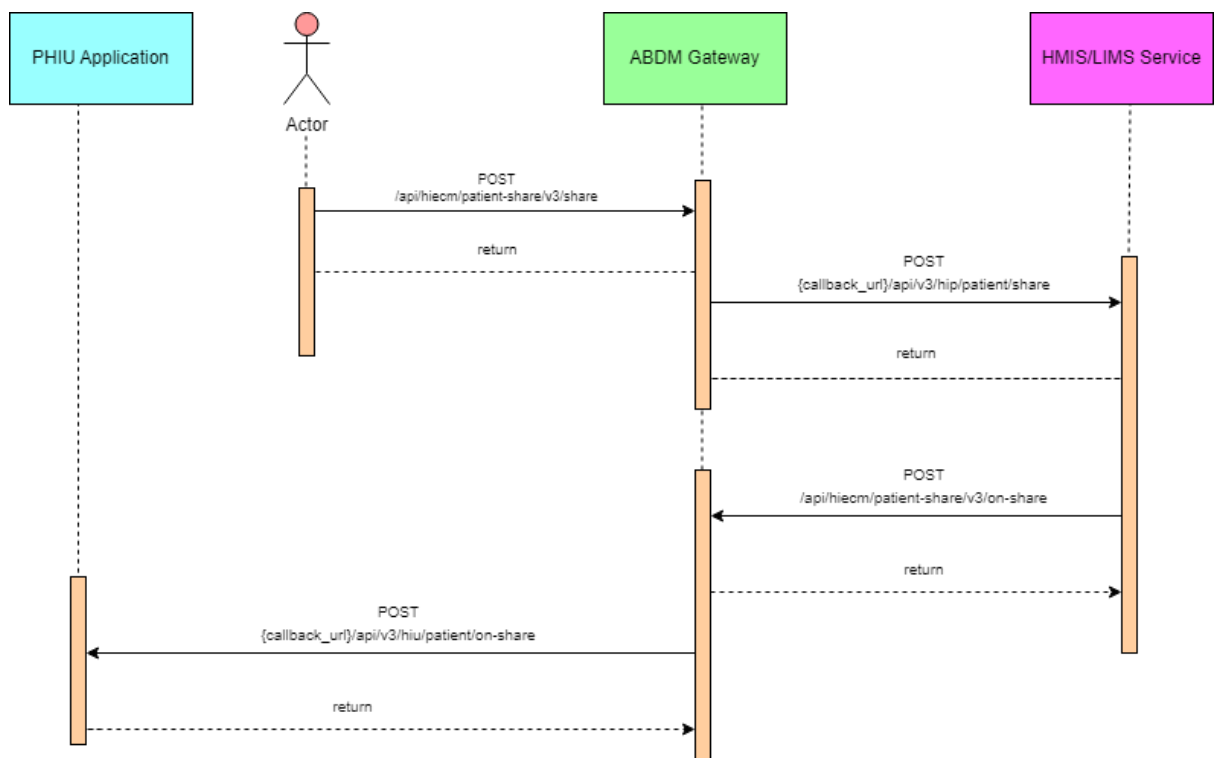 PHIU Application
ABDM Gateway
HMIS/LIMS Service
Actor
POST
/api/hiecm/patient-share/v3/share
return
POST
{callback_url}/api/v3/hip/patient/share
return
POST
/api/hiecm/patient-share/v3/on-share
return
POST
{callback_url}/api/v3/hiu/patient/on-share
return